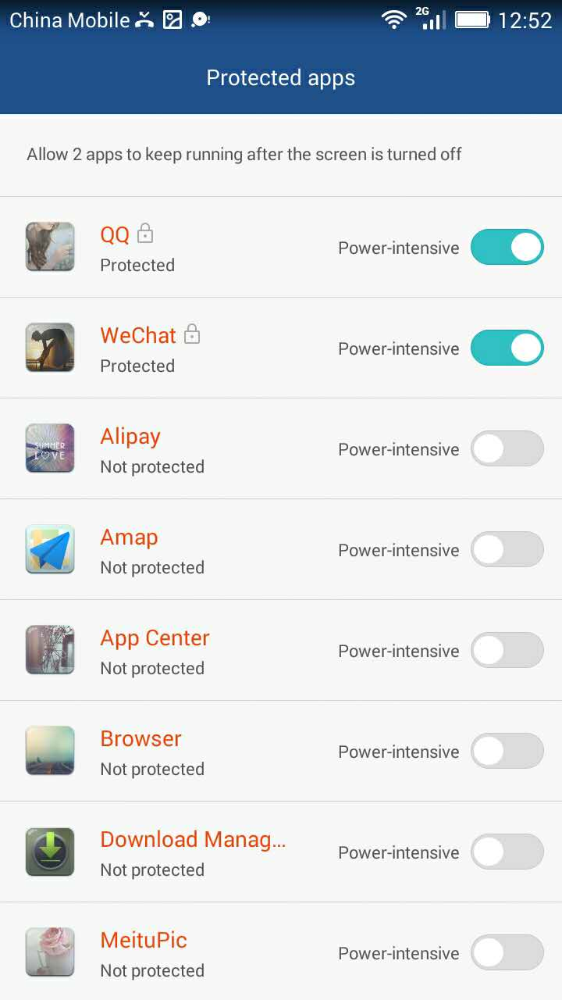 China Mobile 2G 12:52
Protected apps
Allow 2 apps to keep running after the screen is turned off
QQ
Protected
Power-intensive
WeChat
Protected
Power-intensive
SUMMER
I♡VE
Alipay
Not protected
Power-intensive
Amap
Not protected
Power-intensive
App Center
Not protected
Power-intensive
Browser
Not protected
Power-intensive
Download Manag...
Not protected
Power-intensive
MeituPic
Not protected
Power-intensive